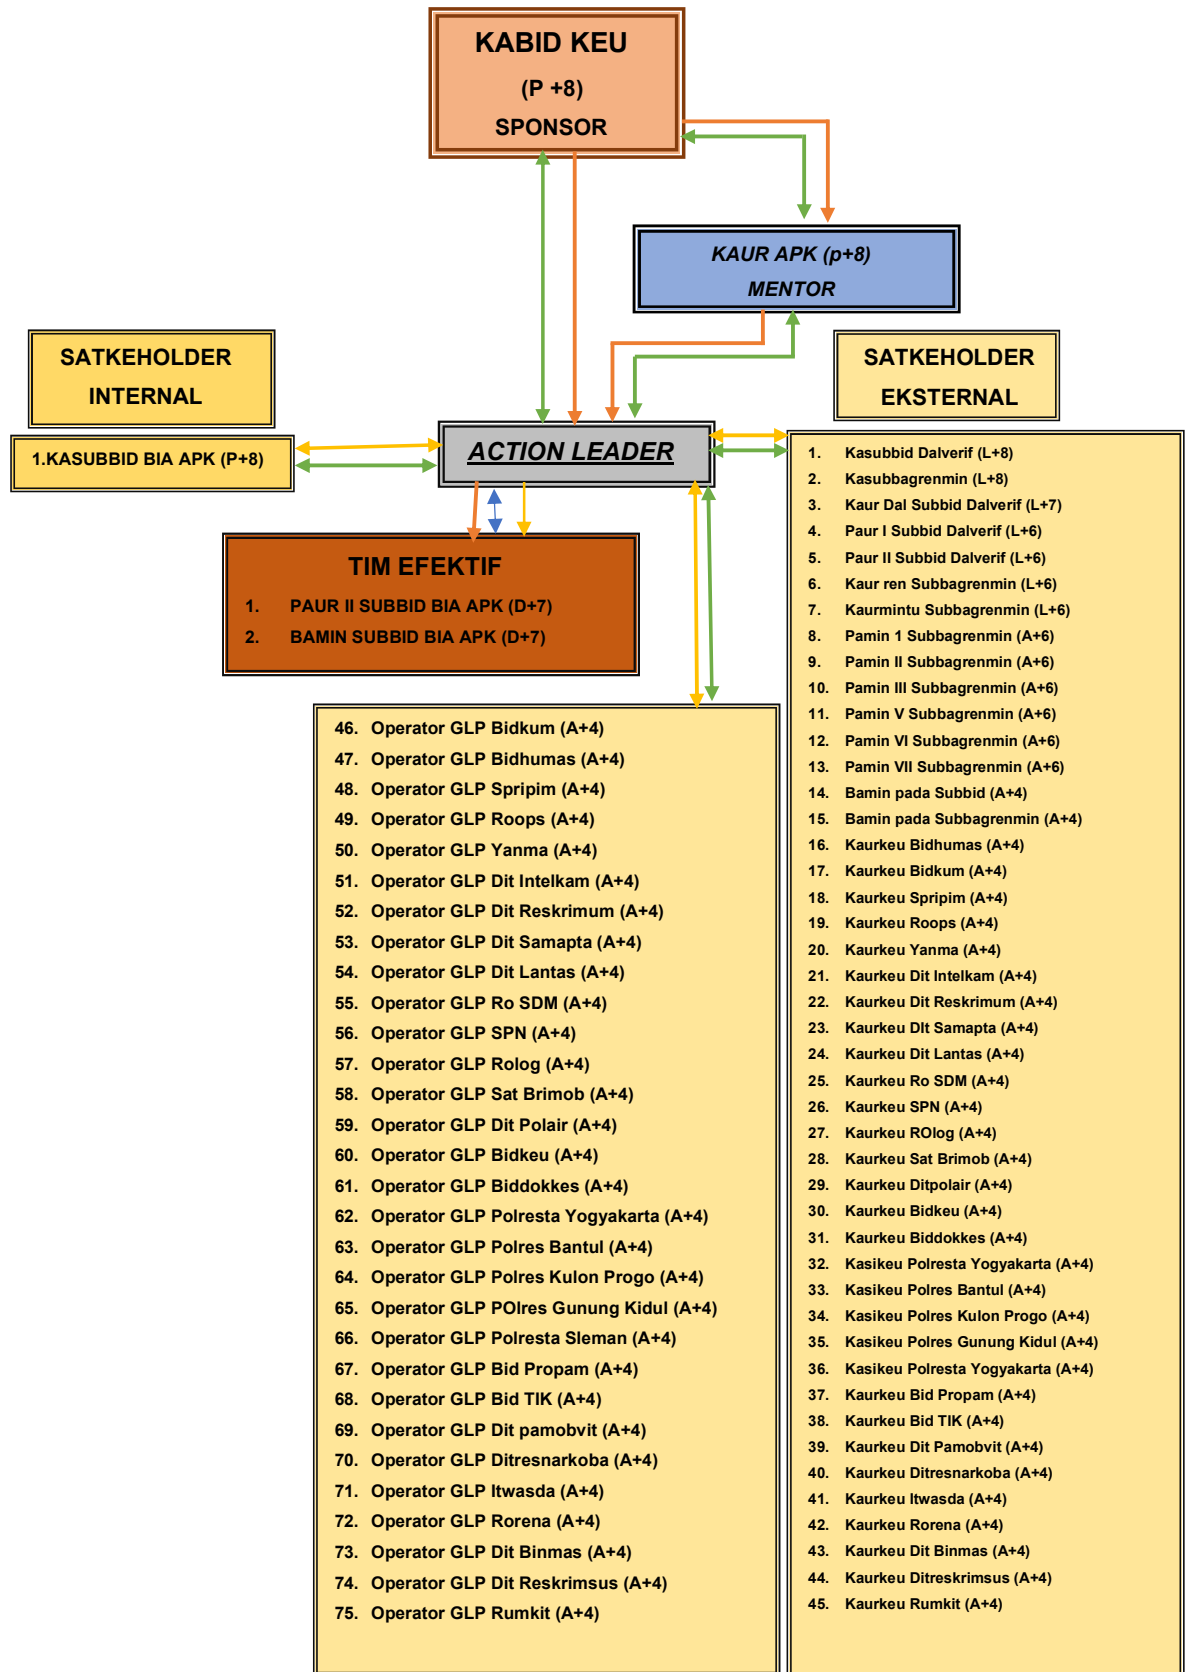 KABID KEU
(P +8)
SPONSOR
KAUR APK (p+8)
MENTOR
SATKEHOLDER
INTERNAL
SATKEHOLDER
EKSTERNAL
1.KASUBBID BIA APK (P+8)
ACTION LEADER
TIM EFEKTIF
1. PAUR II SUBBID BIA APK (D+7)
2. BAMIN SUBBID BIA APK (D+7)
1. Kasubbid Dalverif (L+8)
2. Kasubbagrenmin (L+8)
3. Kaur Dal Subbid Dalverif (L+7)
4. Paur I Subbid Dalverif (L+6)
5. Paur II Subbid Dalverif (L+6)
6. Kaur ren Subbagrenmin (L+6)
7. Kaurmintu Subbagrenmin (L+6)
8. Pamin 1 Subbagrenmin (A+6)
9. Pamin II Subbagrenmin (A+6)
10. Pamin III Subbagrenmin (A+6)
11. Pamin V Subbagrenmin (A+6)
12. Pamin VI Subbagrenmin (A+6)
13. Pamin VII Subbagrenmin (A+6)
14. Bamin pada Subbid (A+4)
15. Bamin pada Subbagrenmin (A+4)
16. Kaurkeu Bidhumas (A+4)
17. Kaurkeu Bidkum (A+4)
18. Kaurkeu Spripim (A+4)
19. Kaurkeu Roops (A+4)
20. Kaurkeu Yanma (A+4)
21. Kaurkeu Dit Intelkam (A+4)
22. Kaurkeu Dit Reskrimum (A+4)
23. Kaurkeu DIt Samapta (A+4)
24. Kaurkeu Dit Lantas (A+4)
25. Kaurkeu Ro SDM (A+4)
26. Kaurkeu SPN (A+4)
27. Kaurkeu ROlog (A+4)
28. Kaurkeu Sat Brimob (A+4)
29. Kaurkeu Ditpolair (A+4)
30. Kaurkeu Bidkeu (A+4)
31. Kaurkeu Biddokkes (A+4)
32. Kasikeu Polresta Yogyakarta (A+4)
33. Kasikeu Polres Bantul (A+4)
34. Kasikeu Polres Kulon Progo (A+4)
35. Kasikeu Polres Gunung Kidul (A+4)
36. Kasikeu Polresta Yogyakarta (A+4)
37. Kaurkeu Bid Propam (A+4)
38. Kaurkeu Bid TIK (A+4)
39. Kaurkeu Dit Pamobvit (A+4)
40. Kaurkeu Ditresnarkoba (A+4)
41. Kaurkeu Itwasda (A+4)
42. Kaurkeu Rorena (A+4)
43. Kaurkeu Dit Binmas (A+4)
44. Kaurkeu Ditreskrimsus (A+4)
45. Kaurkeu Rumkit (A+4)
46. Operator GLP Bidkum (A+4)
47. Operator GLP Bidhumas (A+4)
48. Operator GLP Spripim (A+4)
49. Operator GLP Roops (A+4)
50. Operator GLP Yanma (A+4)
51. Operator GLP Dit Intelkam (A+4)
52. Operator GLP Dit Reskrimum (A+4)
53. Operator GLP Dit Samapta (A+4)
54. Operator GLP Dit Lantas (A+4)
55. Operator GLP Ro SDM (A+4)
56. Operator GLP SPN (A+4)
57. Operator GLP Rolog (A+4)
58. Operator GLP Sat Brimob (A+4)
59. Operator GLP Dit Polair (A+4)
60. Operator GLP Bidkeu (A+4)
61. Operator GLP Biddokkes (A+4)
62. Operator GLP Polresta Yogyakarta (A+4)
63. Operator GLP Polres Bantul (A+4)
64. Operator GLP Polres Kulon Progo (A+4)
65. Operator GLP POlres Gunung Kidul (A+4)
66. Operator GLP Polresta Sleman (A+4)
67. Operator GLP Bid Propam (A+4)
68. Operator GLP Bid TIK (A+4)
69. Operator GLP Dit pamobvit (A+4)
70. Operator GLP Ditresnarkoba (A+4)
71. Operator GLP Itwasda (A+4)
72. Operator GLP Rorena (A+4)
73. Operator GLP Dit Binmas (A+4)
74. Operator GLP Dit Reskrimsus (A+4)
75. Operator GLP Rumkit (A+4)